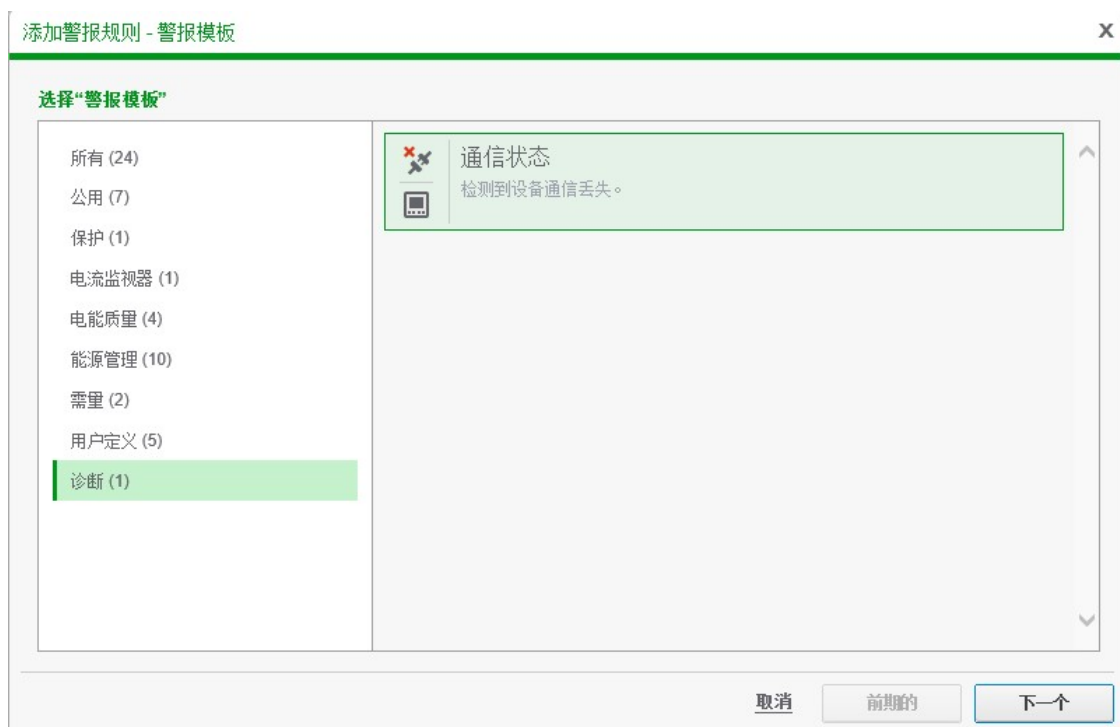 添加警报规则 - 警报模板
x
选择“警报模板”
所有 (24)
公用 (7)
保护 (1)
电流监视器 (1)
电能质量 (4)
能源管理 (10)
需量 (2)
用户定义 (5)
诊断 (1)
通信状态
检测到设备通信丢失。
取消
前期的
下一个